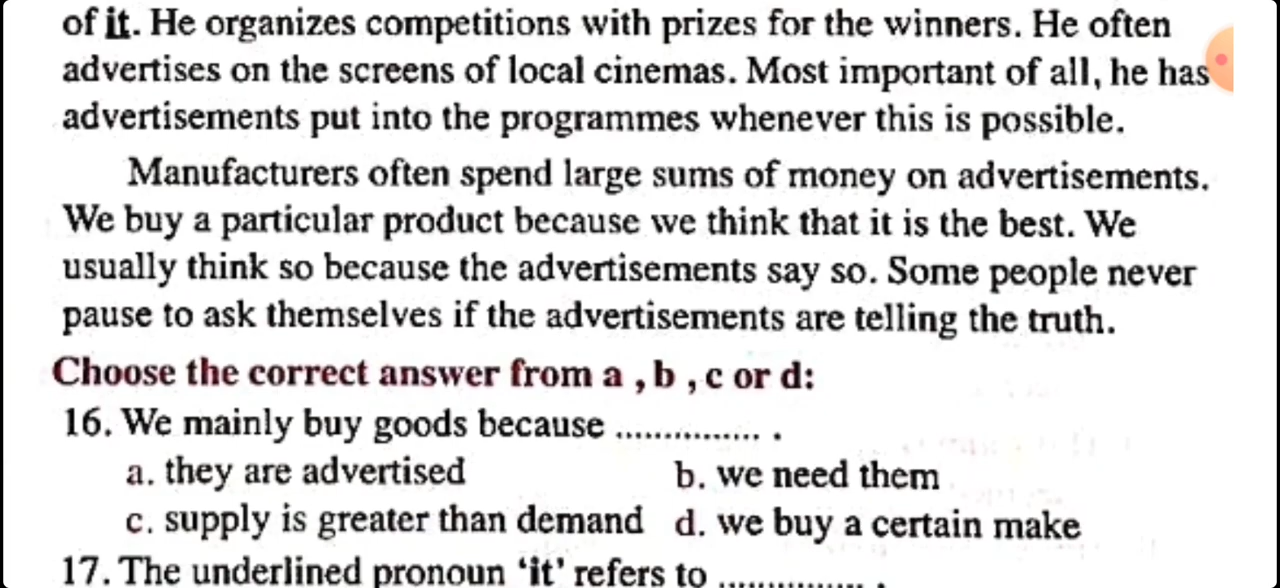 of it. He organizes competitions with prizes for the winners. He often
advertises on the screens of local cinemas. Most important of all, he has
advertisements put into the programmes whenever this is possible.
Manufacturers often spend large sums of money on advertisements.
We buy a particular product because we think that it is the best. We
usually think so because the advertisements say so. Some people never
pause to ask themselves if the advertisements are telling the truth.
Choose the correct answer from a , b , c or d:
16. We mainly buy goods because ............... .
a. they are advertised b. we need them
c. supply is greater than demand d. we buy a certain make
17. The underlined pronoun ‘it’ refers to ............... .